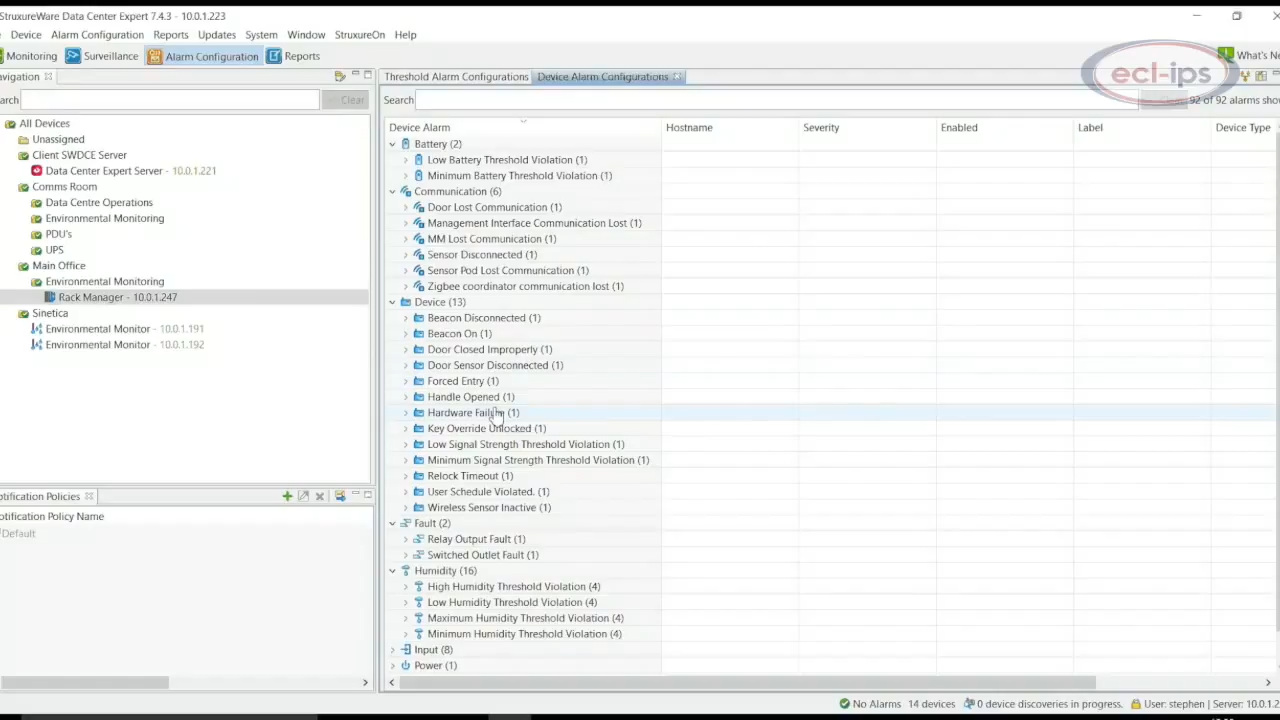 StruxureWare Data Center Expert 7.4.3 - 10.0.1.223
Device Alarm Configuration Reports Updates System Window StruxureOn Help
Monitoring Surveillance Alarm Configuration Reports What's Ne
avigation Threshold Alarm Configurations Device Alarm Configurations
ecl-ips
arch Clear Search 92 of 92 alarms show
All Devices
Unassigned
Client SWDCE Server
Data Center Expert Server - 10.0.1.221
Comms Room
Data Centre Operations
Environmental Monitoring
PDU's
UPS
Main Office
Environmental Monitoring
Rack Manager - 10.0.1.247
Sinetica
Environmental Monitor - 10.0.1.191
Environmental Monitor - 10.0.1.192
otification Policies
otification Policy Name
Default
Device Alarm Hostname Severity Enabled Label Device Type
Battery (2)
Low Battery Threshold Violation (1)
Minimum Battery Threshold Violation (1)
Communication (6)
Door Lost Communication (1)
Management Interface Communication Lost (1)
MM Lost Communication (1)
Sensor Disconnected (1)
Sensor Pod Lost Communication (1)
Zigbee coordinator communication lost (1)
Device (13)
Beacon Disconnected (1)
Beacon On (1)
Door Closed Improperly (1)
Door Sensor Disconnected (1)
Forced Entry (1)
Handle Opened (1)
Hardware Failure (1)
Key Override Unlocked (1)
Low Signal Strength Threshold Violation (1)
Minimum Signal Strength Threshold Violation (1)
Relock Timeout (1)
User Schedule Violated. (1)
Wireless Sensor Inactive (1)
Fault (2)
Relay Output Fault (1)
Switched Outlet Fault (1)
Humidity (16)
High Humidity Threshold Violation (4)
Low Humidity Threshold Violation (4)
Maximum Humidity Threshold Violation (4)
Minimum Humidity Threshold Violation (4)
Input (8)
Power (1)
No Alarms 14 devices 0 device discoveries in progress. User: stephen | Server: 10.0.1.2